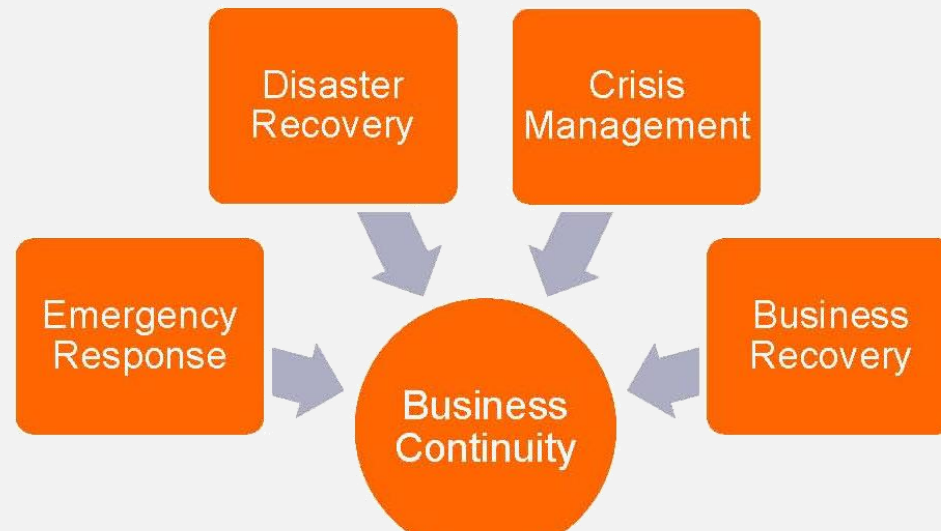 Disaster
Recovery
Crisis
Management
Emergency
Response
Business
Recovery
Business
Continuity